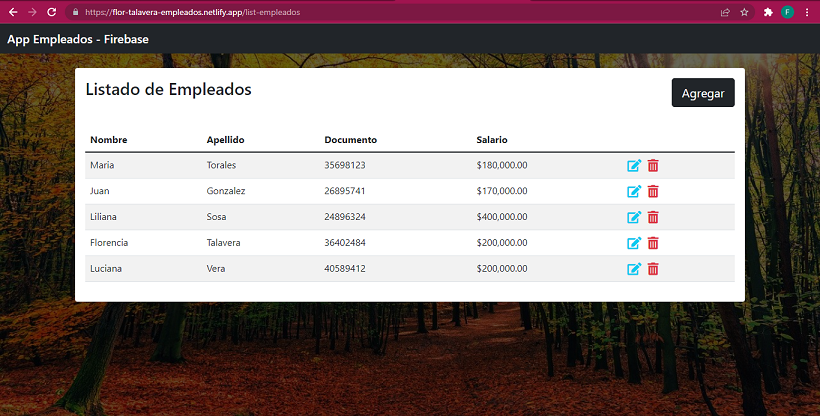 https://flor-talavera-empleados.netlify.app/list-empleados
F
App Empleados - Firebase
Listado de Empleados
Agregar
Nombre Apellido Documento Salario
Maria Torales 35698123 $180,000.00
Juan Gonzalez 26895741 $170,000.00
Liliana Sosa 24896324 $400,000.00
Florencia Talavera 36402484 $200,000.00
Luciana Vera 40589412 $200,000.00